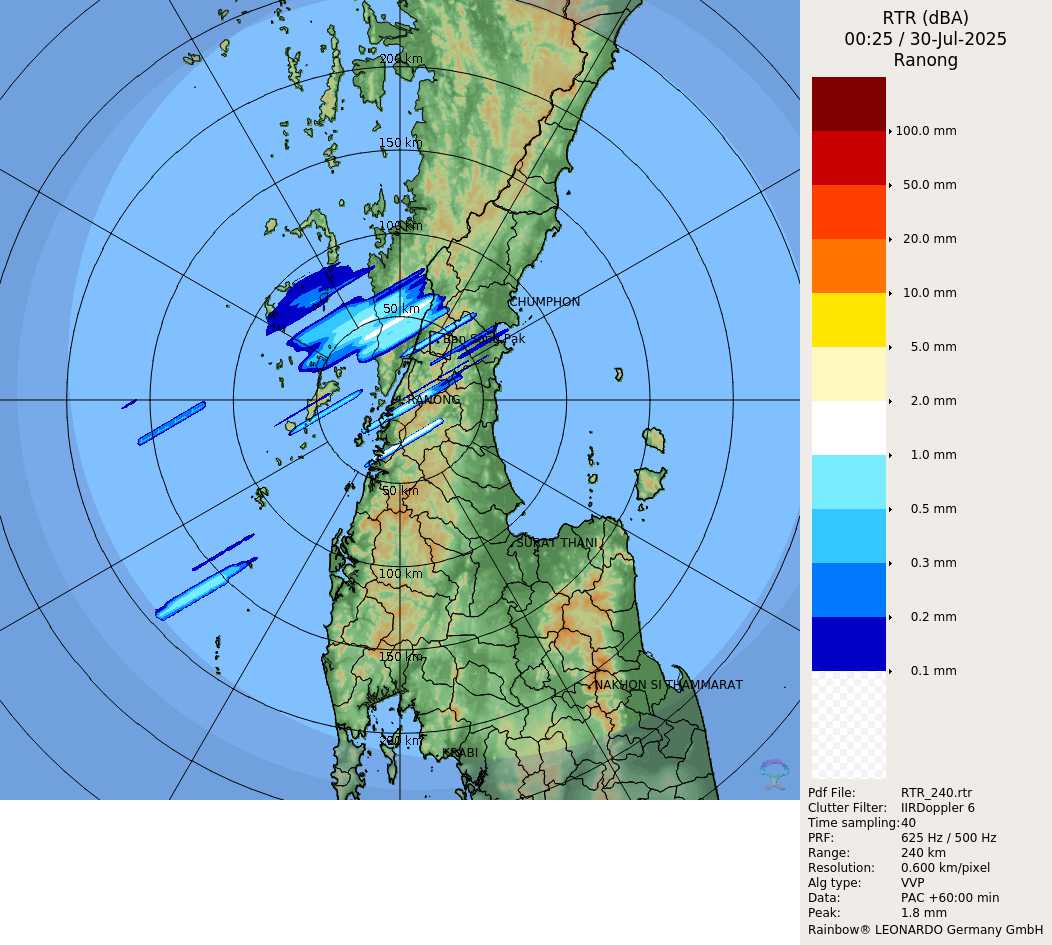 RTR (dBA)
00:25 / 30-Jul-2025
Ranong
200 km
150 km
100 km
50 km
CHUMPHON
RANONG
50 km
SURAT THANI
100 km
150 km
NAKHON SI THAMMARAT
200 km
KRABI
100.0 mm
50.0 mm
20.0 mm
10.0 mm
5.0 mm
2.0 mm
1.0 mm
0.5 mm
0.3 mm
0.2 mm
0.1 mm
Pdf File: RTR_240.rtr
Clutter Filter: IIRDoppler 6
Time sampling: 40
PRF: 625 Hz / 500 Hz
Range: 240 km
Resolution: 0.600 km/pixel
Alg type: VVP
Data: PAC +60:00 min
Peak: 1.8 mm
Rainbow® LEONARDO Germany GmbH